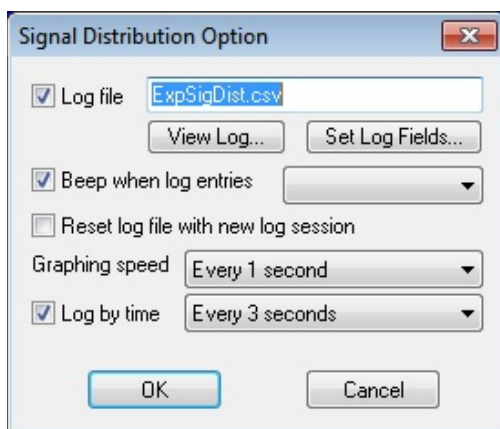 Signal Distribution Option
Log file ExpSigDist.csv
View Log... Set Log Fields...
Beep when log entries
Reset log file with new log session
Graphing speed Every 1 second
Log by time Every 3 seconds
OK Cancel